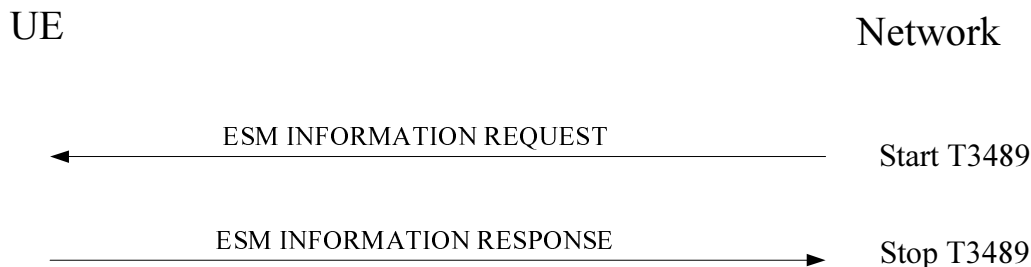 UE
Network
ESM INFORMATION REQUEST
Start T3489
ESM INFORMATION RESPONSE
Stop T3489